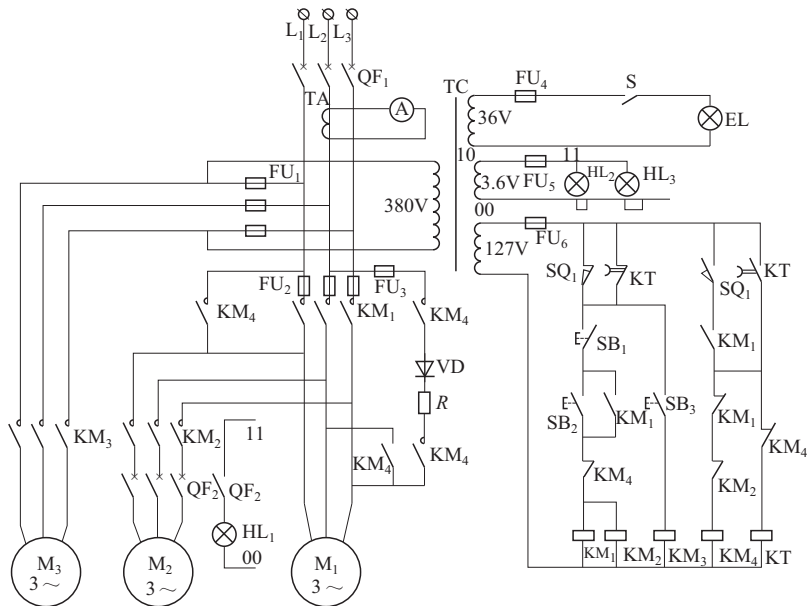 L₁ L₂ L₃
QF₁
TA
A
TC
FU₄
S
36V
EL
10
11
FU₁
FU₅
HL₂
HL₃
3.6V
380V
00
FU₆
127V
SQ₁
KT
SQ₁
KT
FU₂
FU₃
KM₄
KM₁
KM₄
KM₁
SB₁
VD
R
SB₂
KM₁
SB₃
KM₁
KM₃
KM₂
11
KM₄
KM₄
KM₄
KM₄
KM₂
QF₂
QF₂
HL₁
00
KM₁
KM₂
KM₃
KM₄
KT
M₃
3～
M₂
3～
M₁
3～